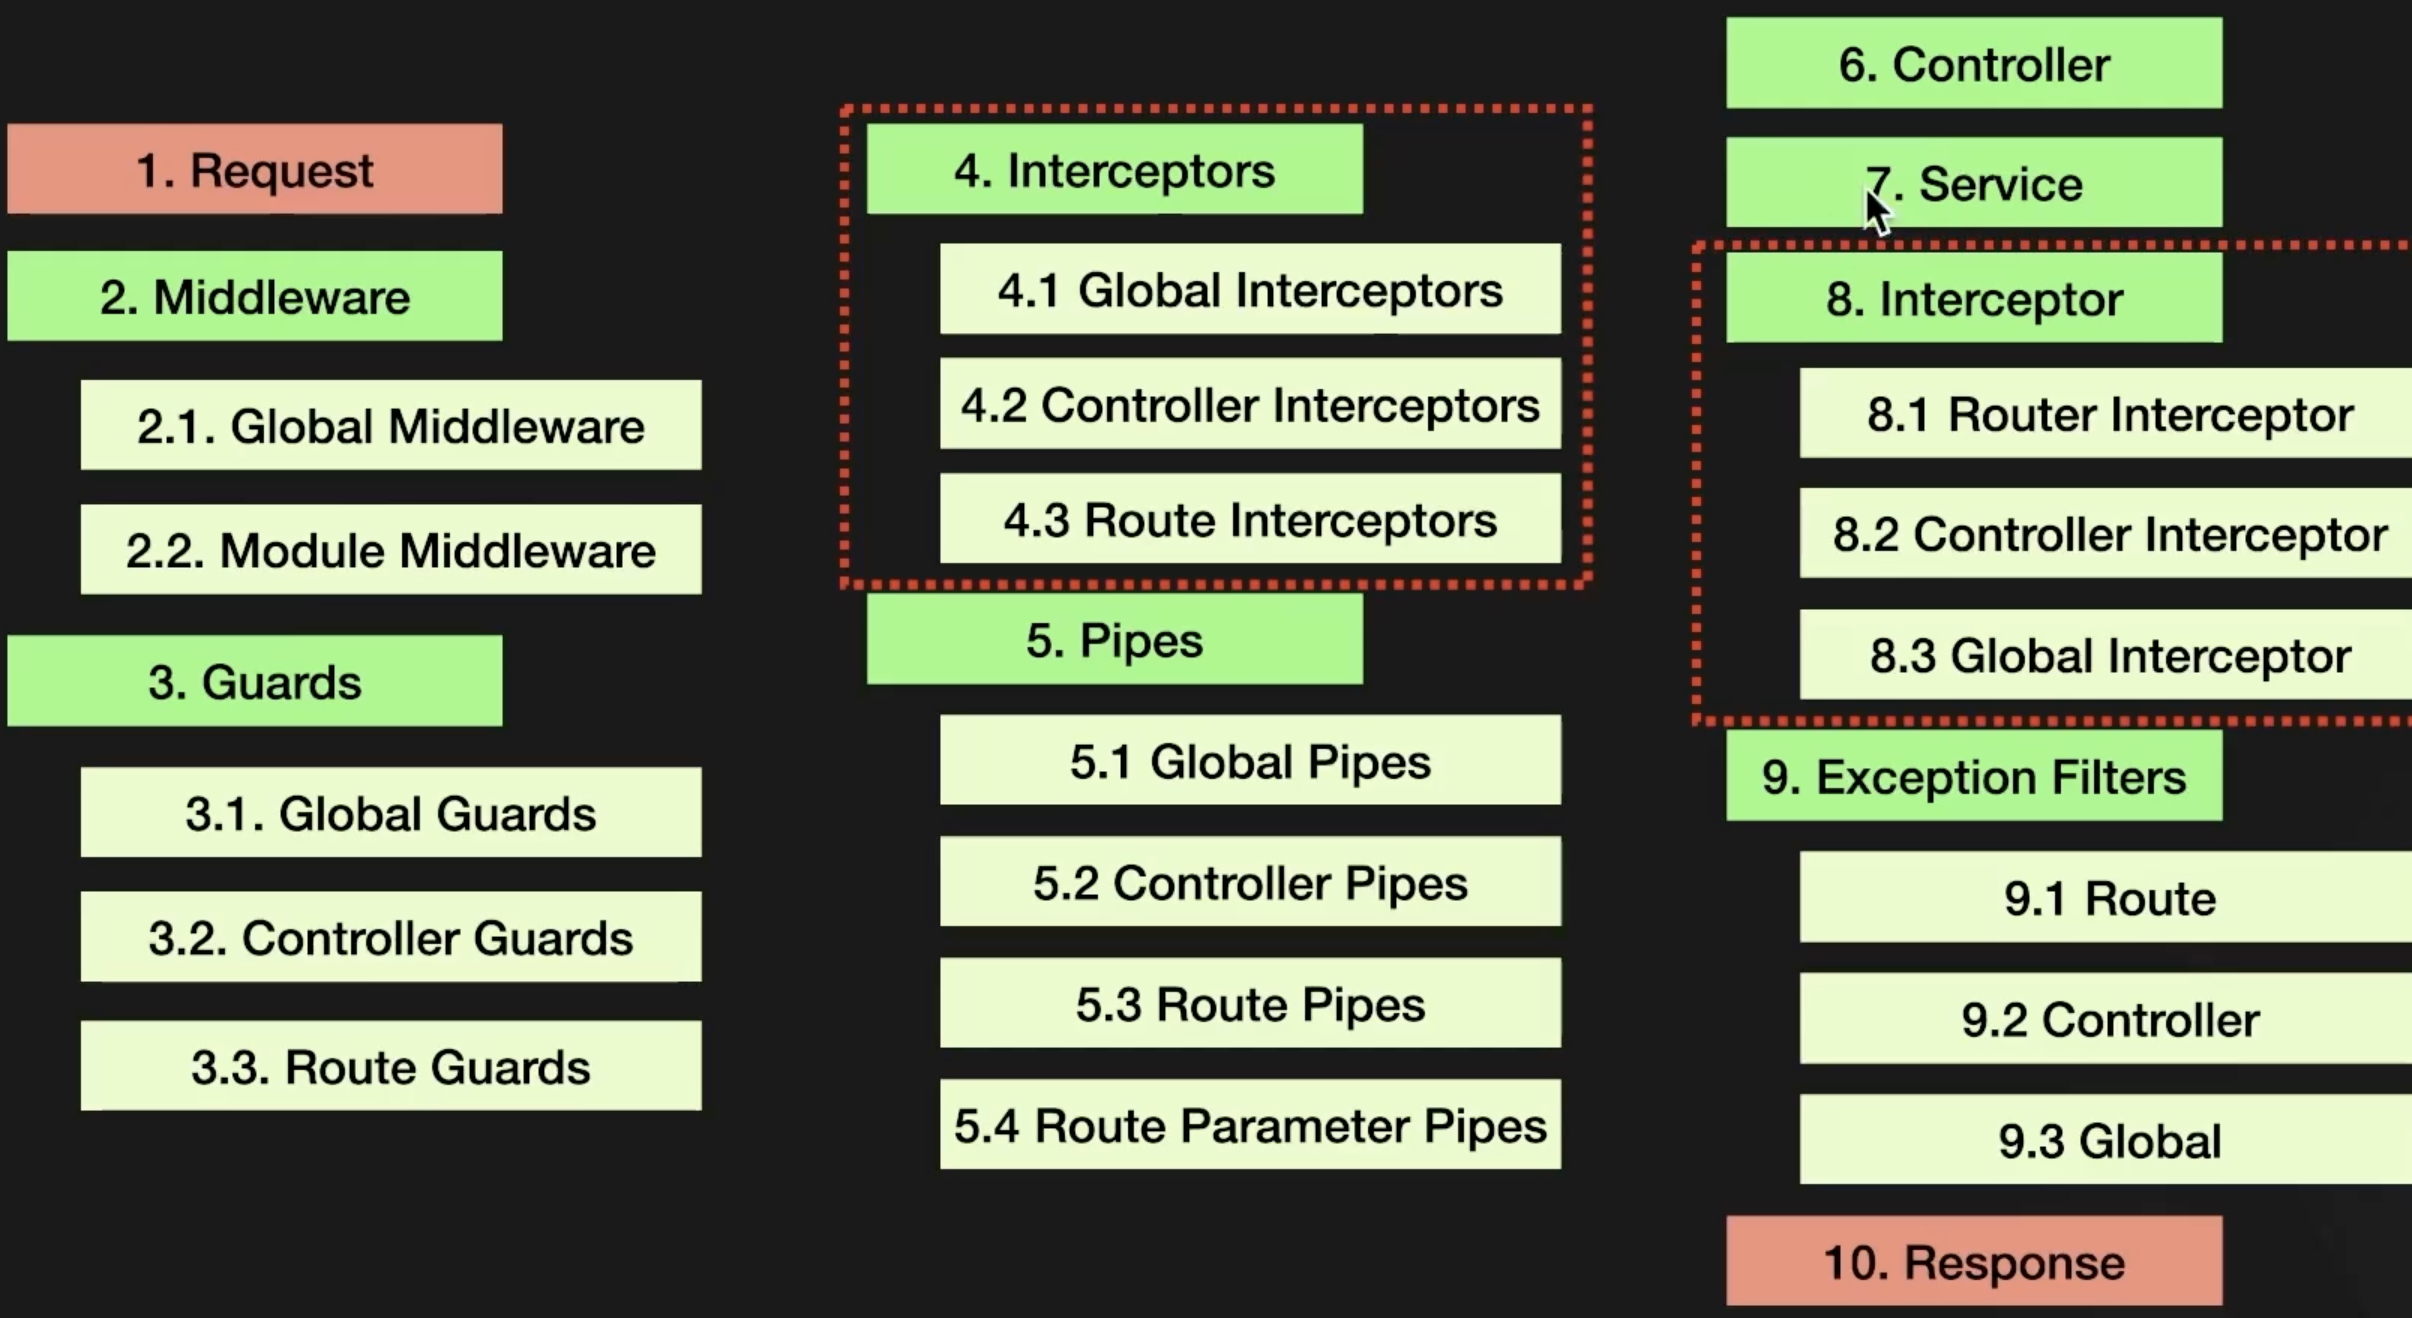 1. Request
2. Middleware
2.1. Global Middleware
2.2. Module Middleware
3. Guards
3.1. Global Guards
3.2. Controller Guards
3.3. Route Guards
4. Interceptors
4.1 Global Interceptors
4.2 Controller Interceptors
4.3 Route Interceptors
5. Pipes
5.1 Global Pipes
5.2 Controller Pipes
5.3 Route Pipes
5.4 Route Parameter Pipes
6. Controller
7. Service
8. Interceptor
8.1 Router Interceptor
8.2 Controller Interceptor
8.3 Global Interceptor
9. Exception Filters
9.1 Route
9.2 Controller
9.3 Global
10. Response